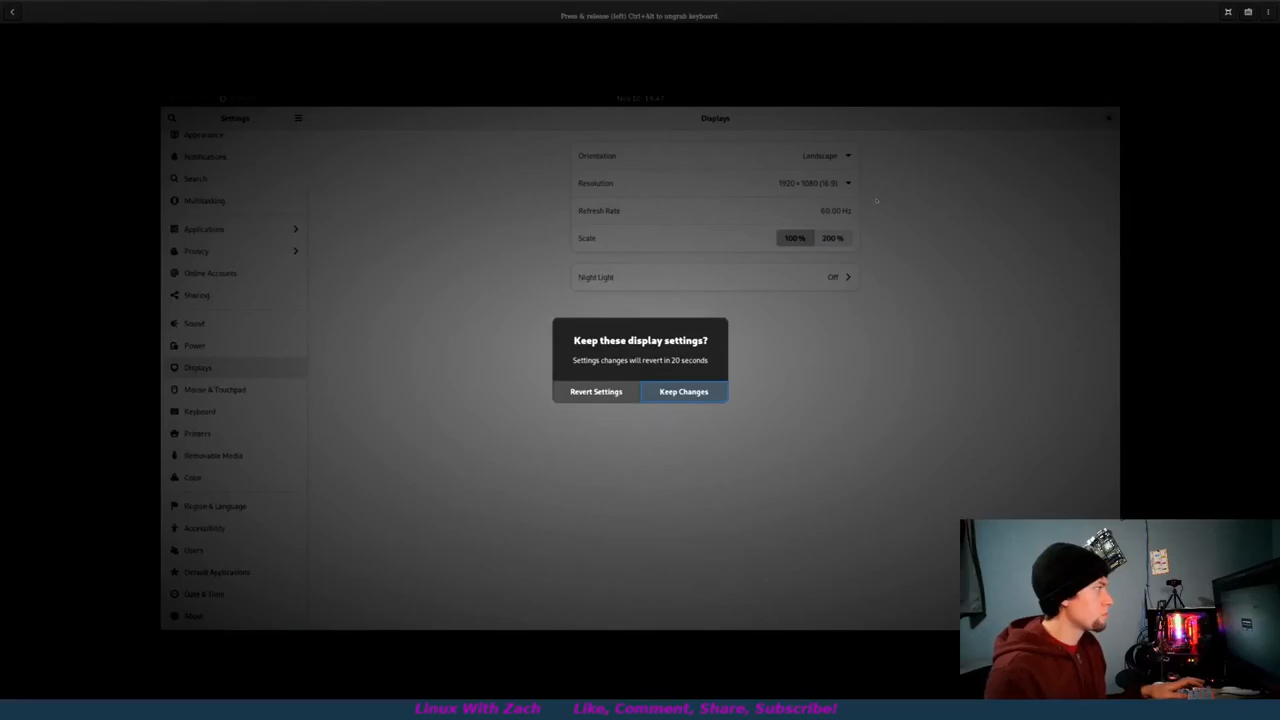 Press & release (left) Ctrl+Alt to ungrab keyboard.
Nov 12 19:47
Settings
Displays
Appearance
Notifications
Search
Multitasking
Applications
Privacy
Online Accounts
Sharing
Sound
Power
Displays
Mouse & Touchpad
Keyboard
Printers
Removable Media
Color
Region & Language
Accessibility
Users
Default Applications
Date & Time
About
Orientation Landscape
Resolution 1920 × 1080 (16:9)
Refresh Rate 60.00 Hz
Scale 100 % 200 %
Night Light Off
Keep these display settings?
Settings changes will revert in 20 seconds
Revert Settings Keep Changes
Linux With Zach Like, Comment, Share, Subscribe!